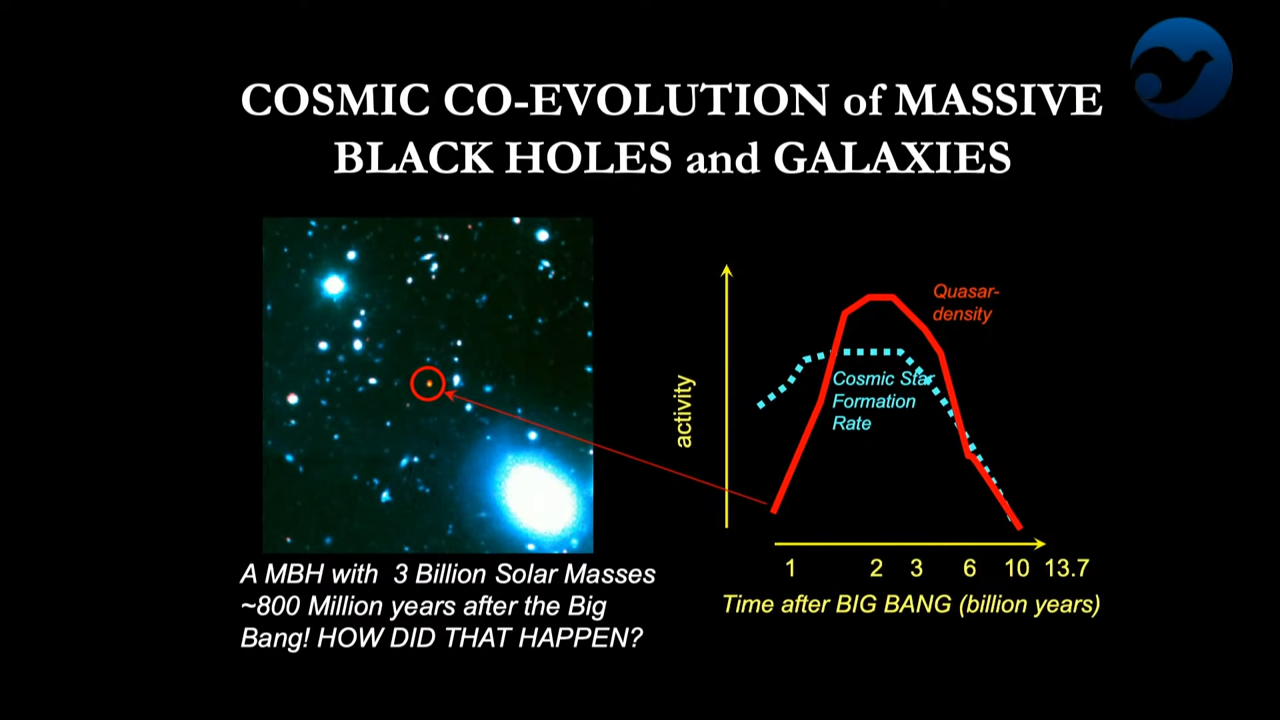 COSMIC CO-EVOLUTION of MASSIVE
BLACK HOLES and GALAXIES
A MBH with 3 Billion Solar Masses
~800 Million years after the Big
Bang! HOW DID THAT HAPPEN?
activity
Quasar-
density
Cosmic Star
Formation
Rate
1 2 3 6 10 13.7
Time after BIG BANG (billion years)